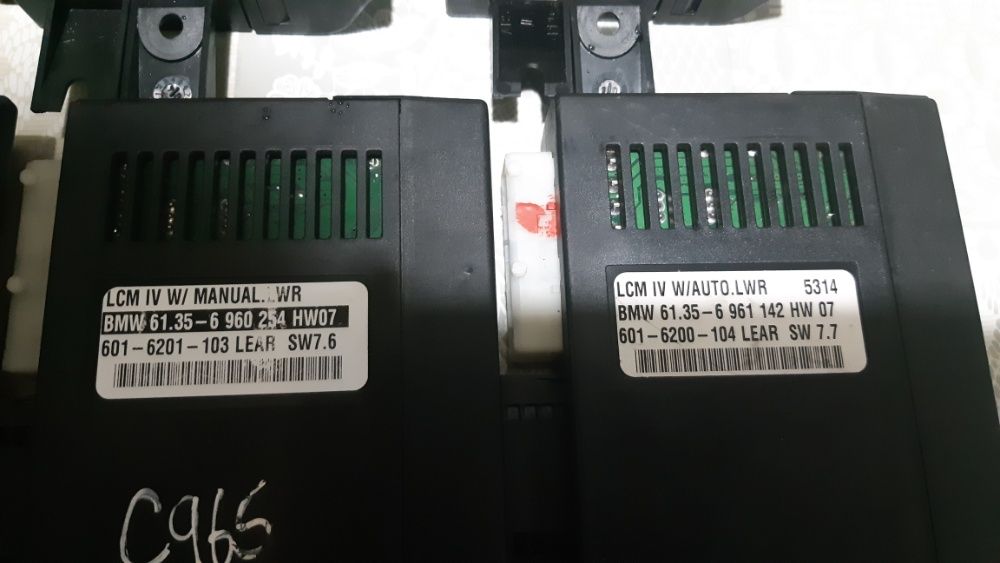 LCM IV W/ MANUAL.LWR
BMW 61.35-6 960 254 HW07
601-6201-103 LEAR SW7.6
C965
LCM IV W/AUTO.LWR 5314
BMW 61.35-6 961 142 HW 07
601-6200-104 LEAR SW 7.7